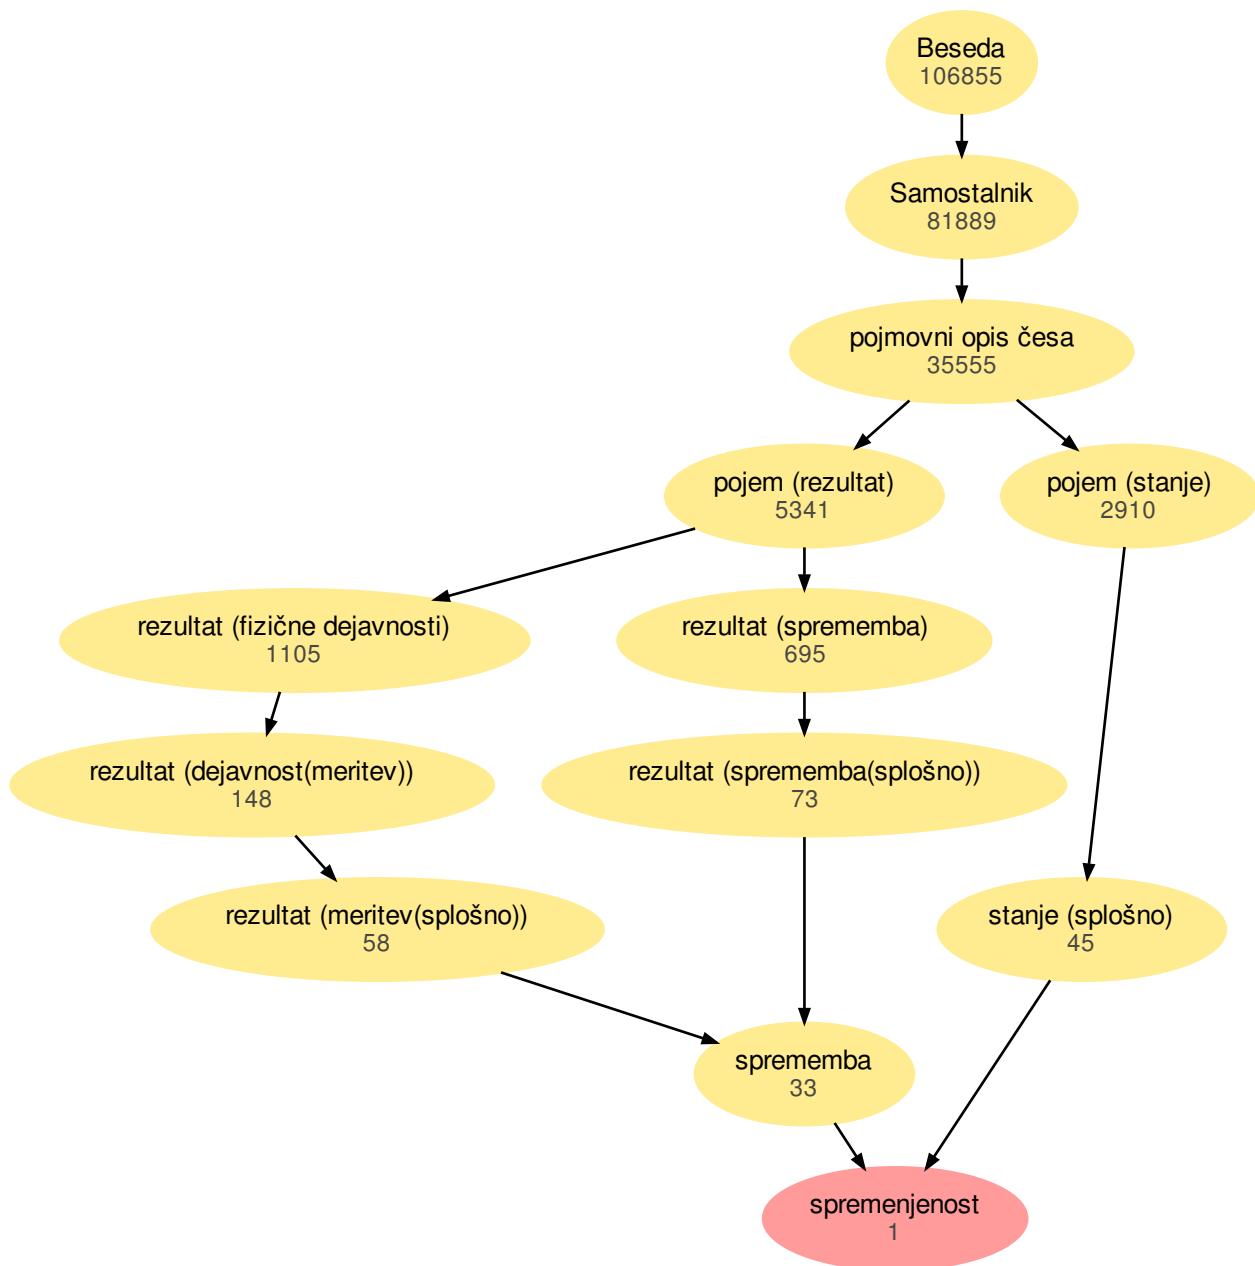 Beseda
106855
Samostalnik
81889
pojmovni opis česa
35555
pojem (rezultat)
5341
pojem (stanje)
2910
rezultat (fizične dejavnosti)
1105
rezultat (sprememba)
695
rezultat (dejavnost(meritev))
148
rezultat (sprememba(splošno))
73
rezultat (meritev(splošno))
58
stanje (splošno)
45
sprememba
33
spremenjenost
1